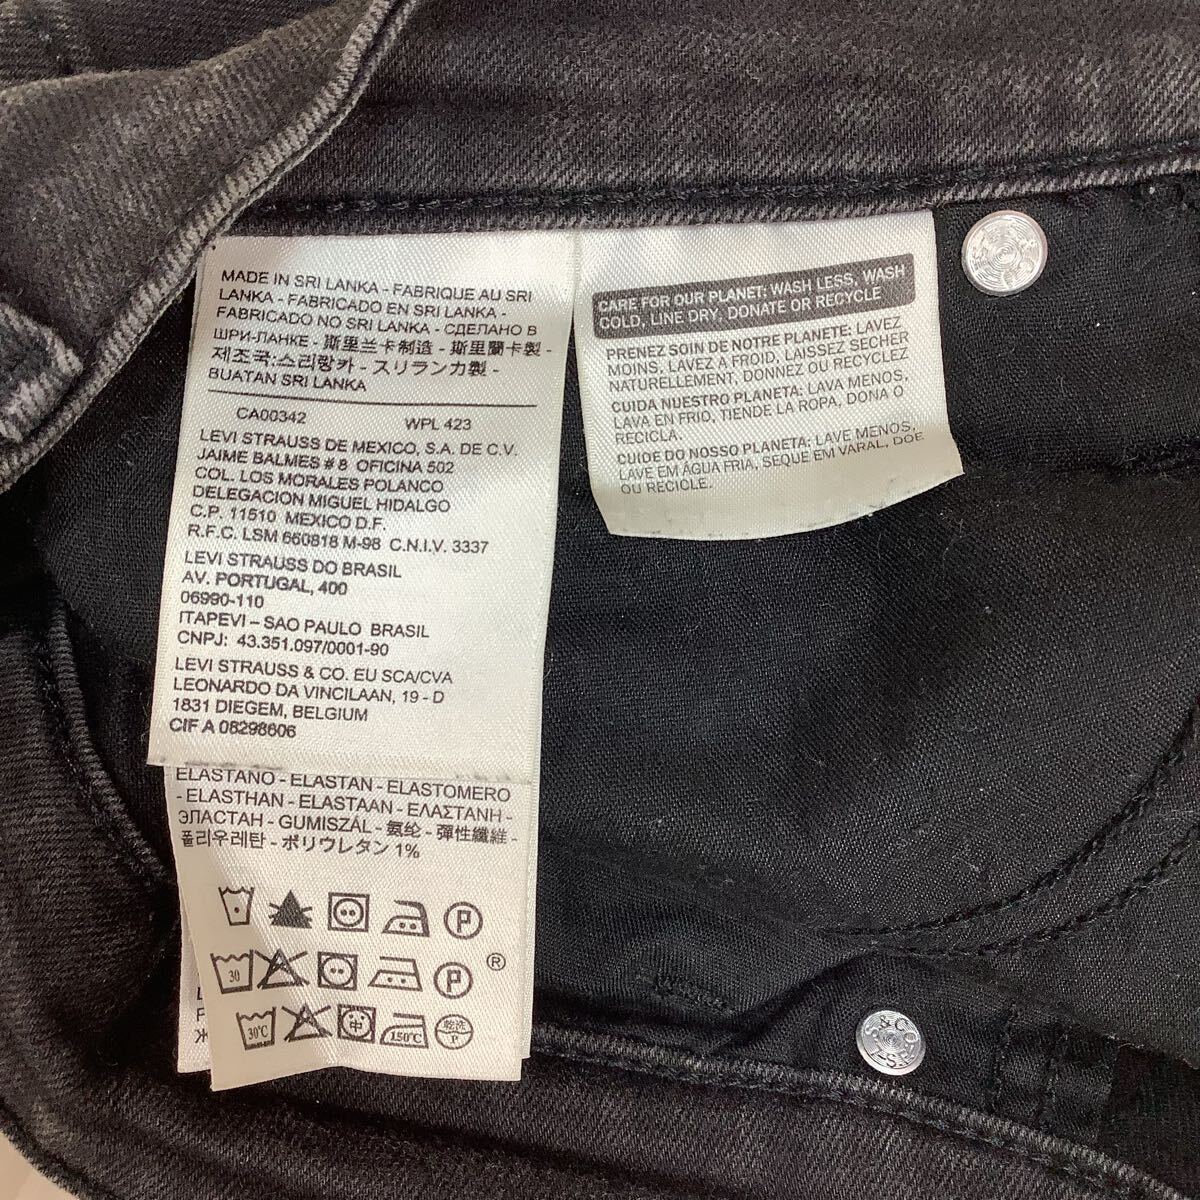 MADE IN SRI LANKA - FABRIQUE AU SRI
LANKA - FABRICADO EN SRI LANKA -
FABRICADO NO SRI LANKA - СДЕЛАНО В
ШРИ-ЛАНКЕ - 斯里兰卡制造 - 斯里蘭卡製 -
제조국:스리랑카 - スリランカ製 -
BUATAN SRI LANKA
CA00342 WPL 423
LEVI STRAUSS DE MEXICO, S.A. DE C.V.
JAIME BALMES # 8 OFICINA 502
COL. LOS MORALES POLANCO
DELEGACION MIGUEL HIDALGO
C.P. 11510 MEXICO D.F.
R.F.C. LSM 660818 M-98 C.N.I.V. 3337
LEVI STRAUSS DO BRASIL
AV. PORTUGAL, 400
06990-110
ITAPEVI – SAO PAULO BRASIL
CNPJ: 43.351.097/0001-90
LEVI STRAUSS & CO. EU SCA/CVA
LEONARDO DA VINCILAAN, 19 - D
1831 DIEGEM, BELGIUM
CIF A 08298606
ELASTANO - ELASTAN - ELASTOMERO
- ELASTHAN - ELASTAAN - ΕΛΑΣΤΑΝΗ -
ЭЛАСТАН - GUMISZÁL - 氨纶 - 彈性纖維 -
폴리우레탄 - ポリウレタン 1%
P
30 P ®
30℃ 中 150℃ 乾洗 P
CARE FOR OUR PLANET: WASH LESS, WASH
COLD, LINE DRY, DONATE OR RECYCLE
PRENEZ SOIN DE NOTRE PLANETE: LAVEZ
MOINS, LAVEZ A FROID, LAISSEZ SECHER
NATURELLEMENT, DONNEZ OU RECYCLEZ
CUIDA NUESTRO PLANETA: LAVA MENOS,
LAVA EN FRIO, TIENDE LA ROPA, DONA O
RECICLA.
CUIDE DO NOSSO PLANETA: LAVE MENOS,
LAVE EM ÁGUA FRIA, SEQUE EM VARAL, DOE
OU RECICLE.
& CO